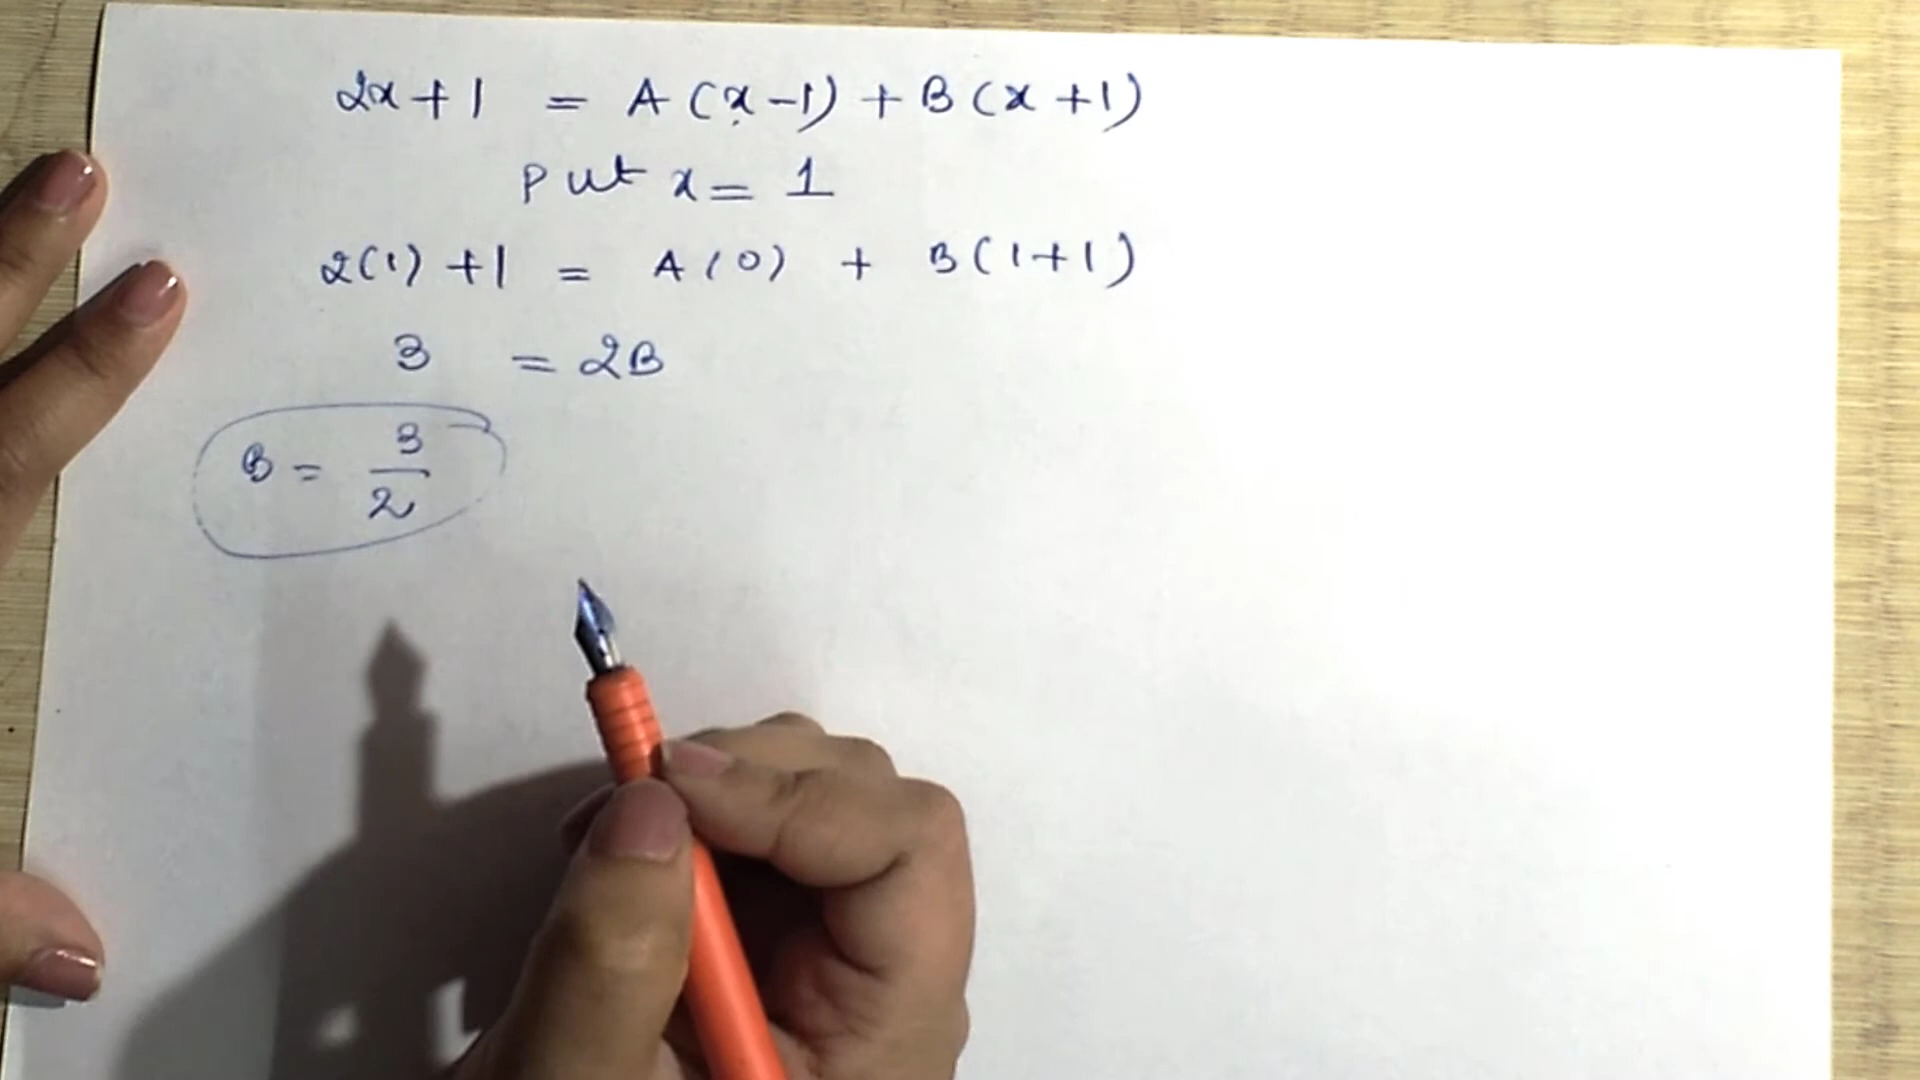 2x+1 = A(x-1) + B(x+1)
put x = 1
2(1) +1 = A(0) + B(1+1)
3 = 2B
B = 3/2